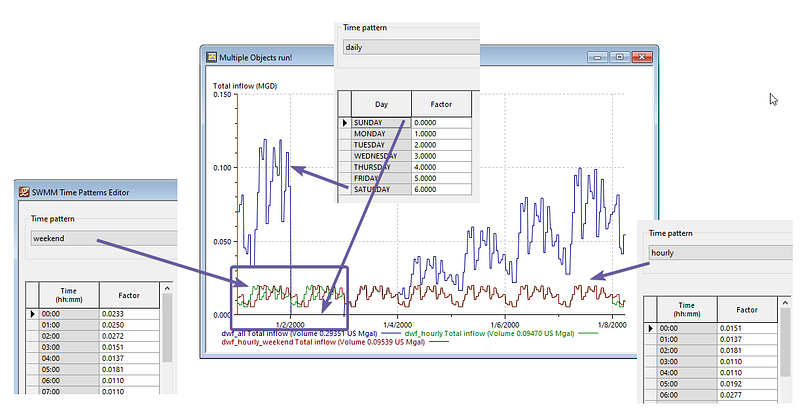 Time pattern
daily
Day Factor
SUNDAY 0.0000
MONDAY 1.0000
TUESDAY 2.0000
WEDNESDAY 3.0000
THURSDAY 4.0000
FRIDAY 5.0000
SATURDAY 6.0000
Multiple Objects run!
Total inflow (MGD)
0.150
0.100
0.050
0.000
1/2/2000 1/4/2000 1/6/2000 1/8/2000
dwf_all Total inflow (Volume 0.29351 US Mgal) dwf_hourly Total inflow (Volume 0.09470 US Mgal)
dwf_hourly_weekend Total inflow (Volume 0.09539 US Mgal)
SWMM Time Patterns Editor
Time pattern
weekend
Time (hh:mm) Factor
00:00 0.0233
01:00 0.0250
02:00 0.0272
03:00 0.0151
04:00 0.0137
05:00 0.0181
06:00 0.0110
07:00 0.0110
Time pattern
hourly
Time (hh:mm) Factor
00:00 0.0151
01:00 0.0137
02:00 0.0181
03:00 0.0110
04:00 0.0110
05:00 0.0192
06:00 0.0277